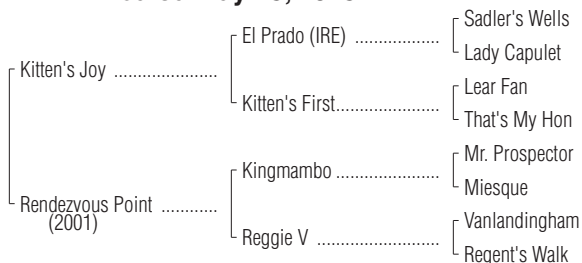 El Prado (IRE) ................... Sadler's Wells
Lady Capulet
Kitten's Joy .....................
Kitten's First..................... Lear Fan
That's My Hon
Kingmambo ..................... Mr. Prospector
Miesque
Rendezvous Point ...........
(2001)
Reggie V ......................... Vanlandingham
Regent's Walk